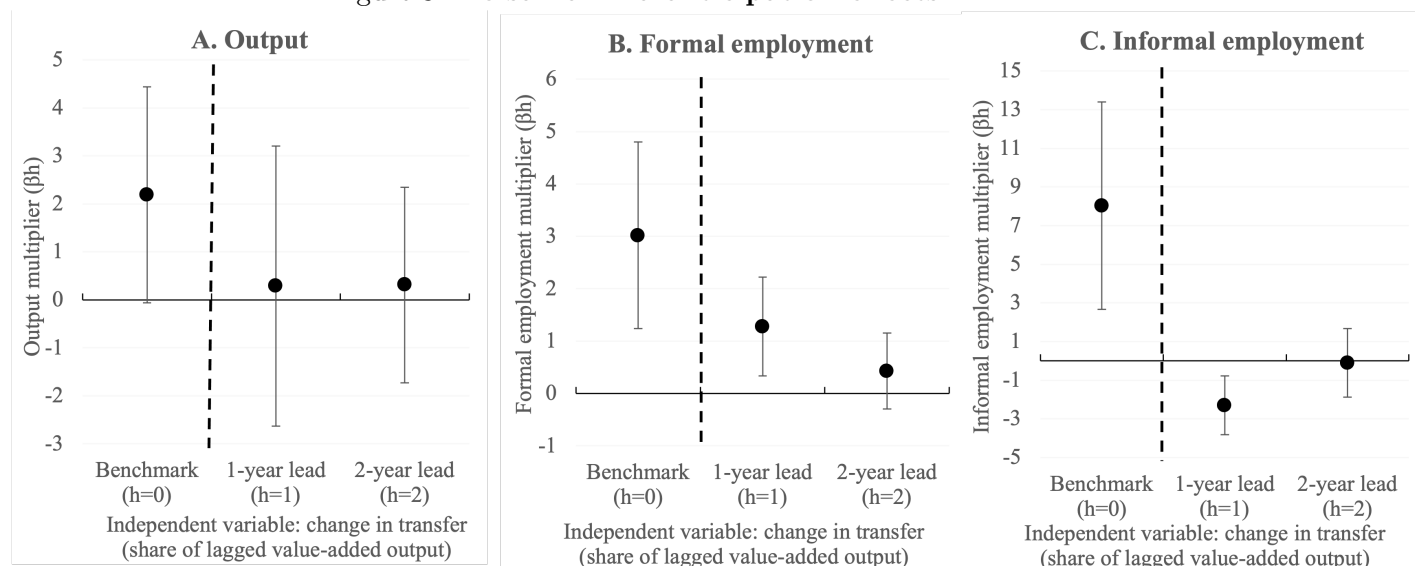 A. Output
Output multiplier (βh)
5
4
3
2
1
0
-1
-2
-3
Benchmark 1-year lead 2-year lead
(h=0) (h=1) (h=2)
Independent variable: change in transfer
(share of lagged value-added output)
B. Formal employment
Formal employment multiplier (βh)
6
5
4
3
2
1
0
-1
Benchmark 1-year lead 2-year lead
(h=0) (h=1) (h=2)
Independent variable: change in transfer
(share of lagged value-added output)
C. Informal employment
Informal employment multiplier (βh)
15
13
11
9
7
5
3
1
-1
-3
-5
Benchmark 1-year lead 2-year lead
(h=0) (h=1) (h=2)
Independent variable: change in transfer
(share of lagged value-added output)